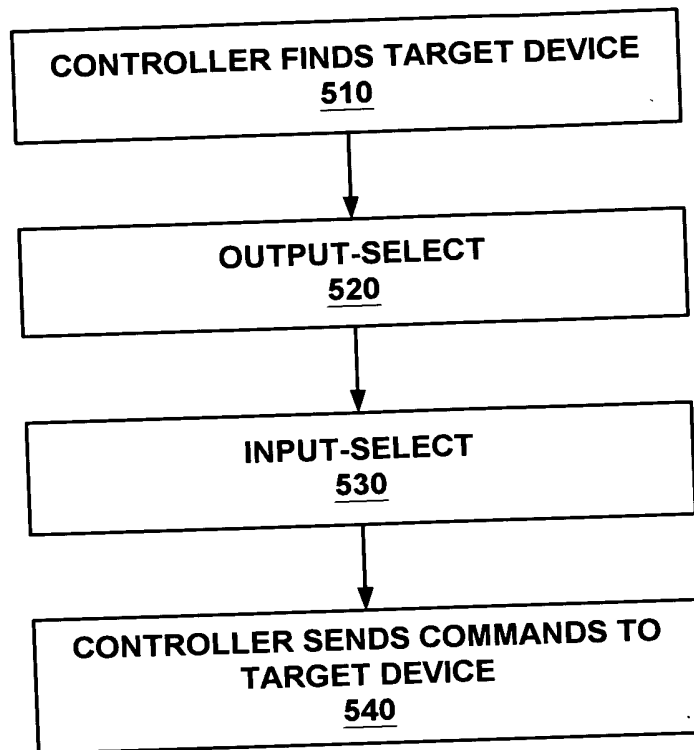 CONTROLLER FINDS TARGET DEVICE
510
OUTPUT-SELECT
520
INPUT-SELECT
530
CONTROLLER SENDS COMMANDS TO
TARGET DEVICE
540